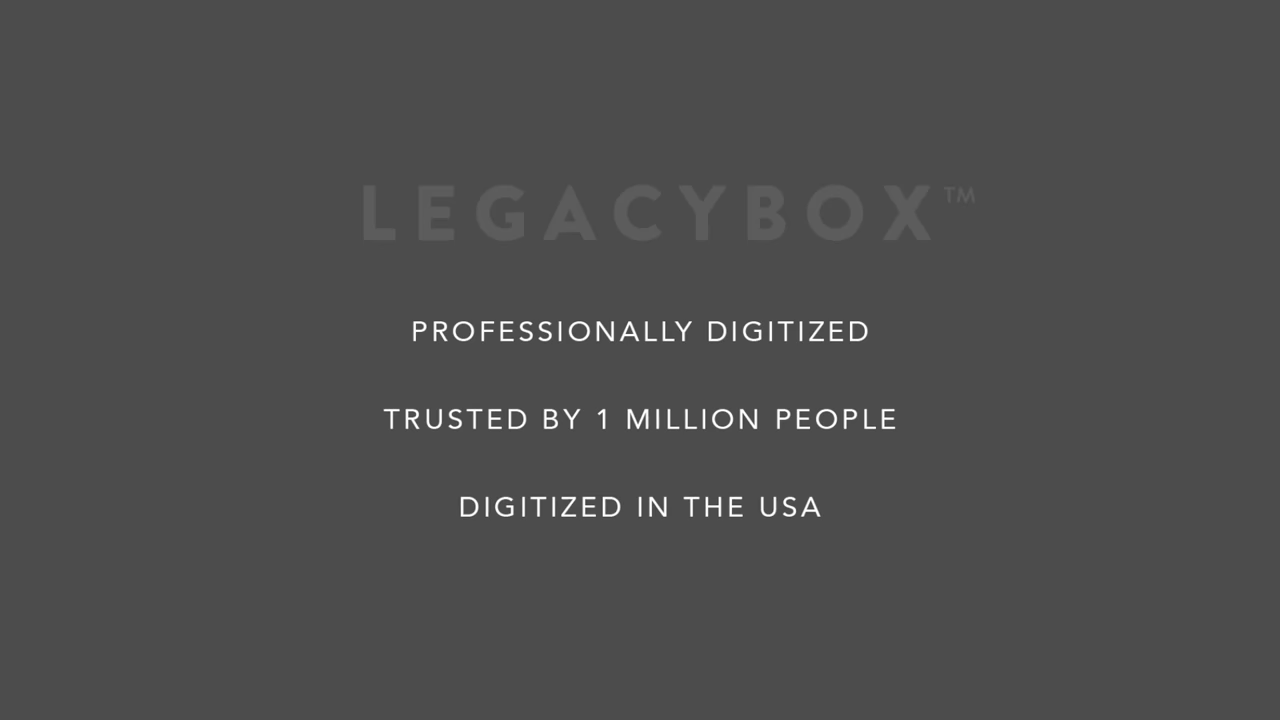 LEGACYBOX™
PROFESSIONALLY DIGITIZED
TRUSTED BY 1 MILLION PEOPLE
DIGITIZED IN THE USA